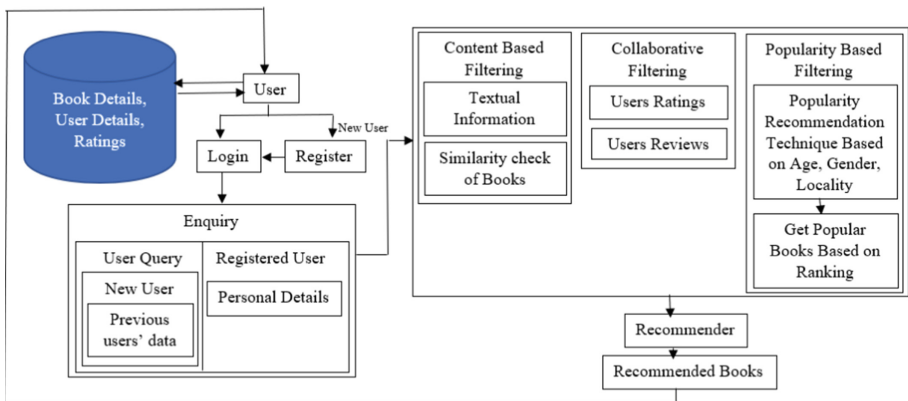 Book Details,
User Details,
Ratings
User
New User
Login
Register
Enquiry
User Query
New User
Previous
users’ data
Registered User
Personal Details
Content Based
Filtering
Textual
Information
Similarity check
of Books
Collaborative
Filtering
Users Ratings
Users Reviews
Popularity Based
Filtering
Popularity
Recommendation
Technique Based
on Age, Gender,
Locality
Get Popular
Books Based on
Ranking
Recommender
Recommended Books